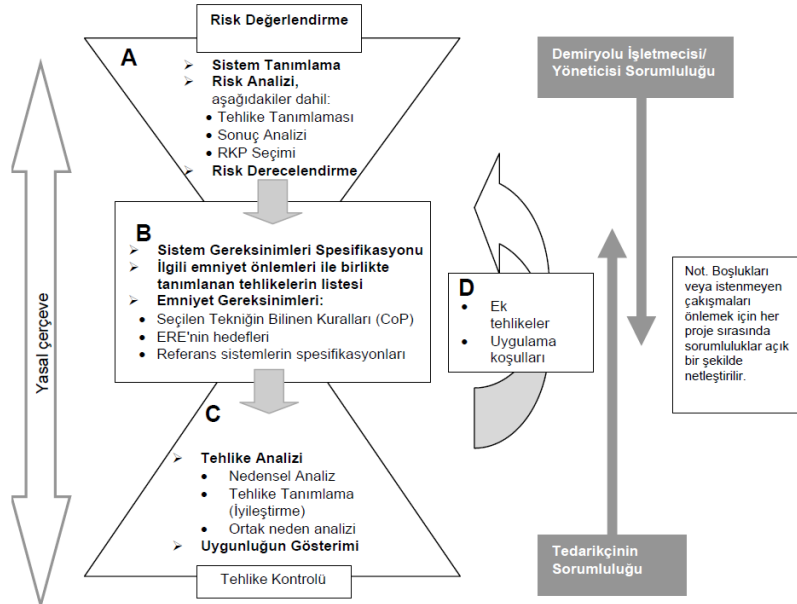 Risk Değerlendirme
A
➢ Sistem Tanımlama
➢ Risk Analizi,
aşağıdakiler dahil:
• Tehlike Tanımlaması
• Sonuç Analizi
• RKP Seçimi
➢ Risk Derecelendirme
B
➢ Sistem Gereksinimleri Spesifikasyonu
➢ İlgili emniyet önlemleri ile birlikte
tanımlanan tehlikelerin listesi
➢ Emniyet Gereksinimleri:
• Seçilen Tekniğin Bilinen Kuralları (CoP)
• ERE'nin hedefleri
• Referans sistemlerin spesifikasyonları
C
➢ Tehlike Analizi
• Nedensel Analiz
• Tehlike Tanımlama
(İyileştirme)
• Ortak neden analizi
➢ Uygunluğun Gösterimi
Tehlike Kontrolü
Yasal çerçeve
D
• Ek
tehlikeler
• Uygulama
koşulları
Demiryolu İşletmecisi/
Yöneticisi Sorumluluğu
Not. Boşlukları
veya istenmeyen
çakışmaları
önlemek için her
proje sırasında
sorumluluklar açık
bir şekilde
netleştirilir.
Tedarikçinin
Sorumluluğu